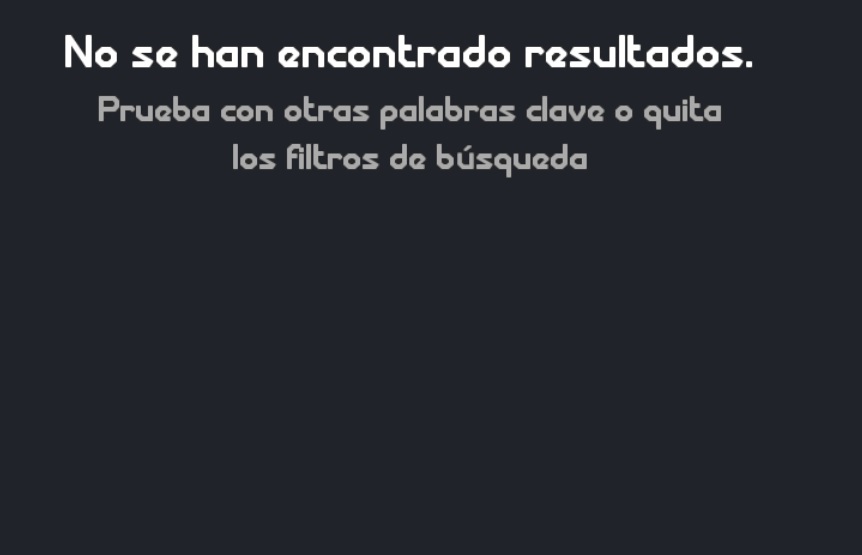 No se han encontrado resultados.
Prueba con otras palabras clave o quita
los filtros de búsqueda